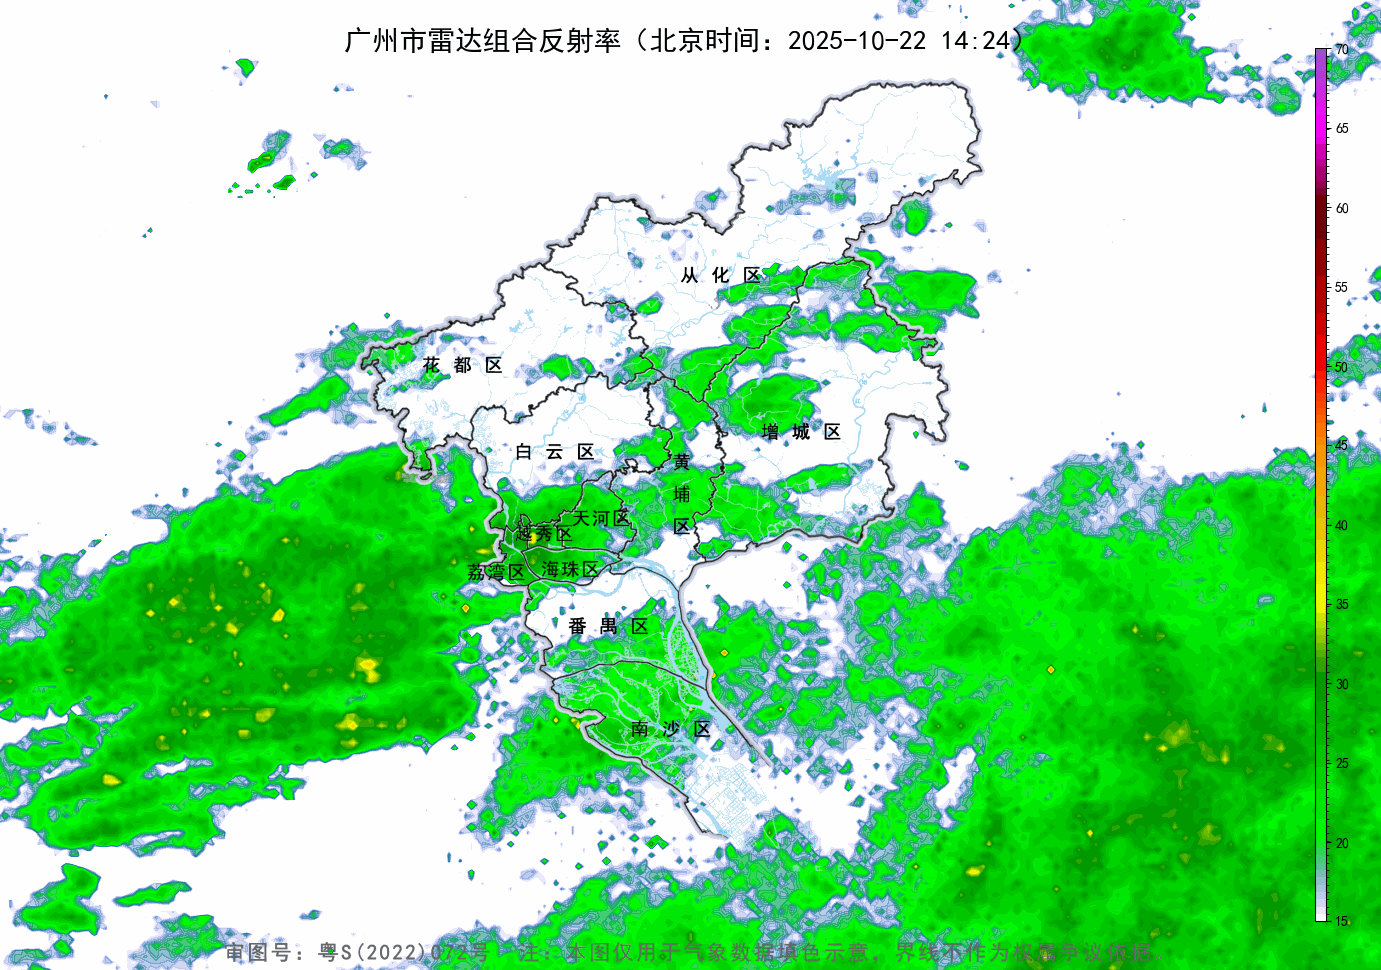 广州市雷达组合反射率（北京时间：2025-10-22 14:24）
70
65
60
55
50
45
40
35
30
25
20
15
从化区
花都区
增城区
白云区
黄埔区
天河区
越秀区
荔湾区
海珠区
番禺区
南沙区
审图号：粤S(2022)072号 注：本图仅用于气象数据填色示意，界线不作为权属争议依据。